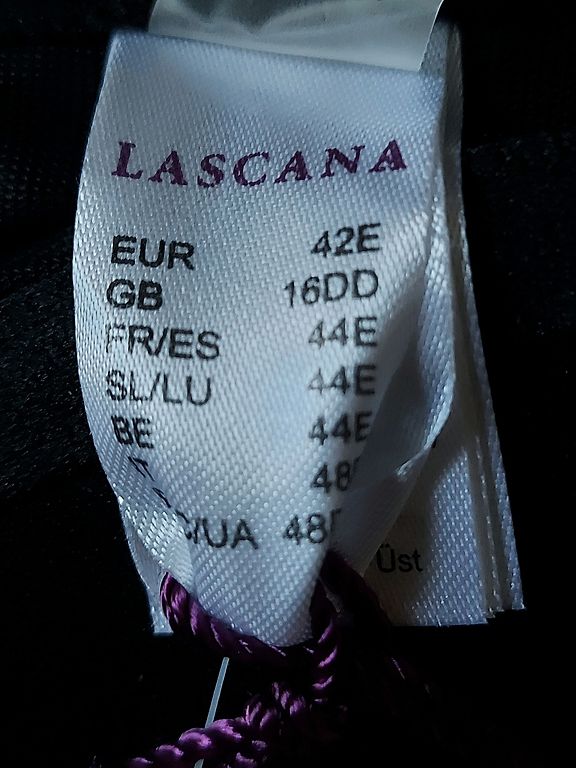 LASCANA
EUR 42E
GB 16DD
FR/ES 44E
SL/LU 44E
BE 44E
Üst